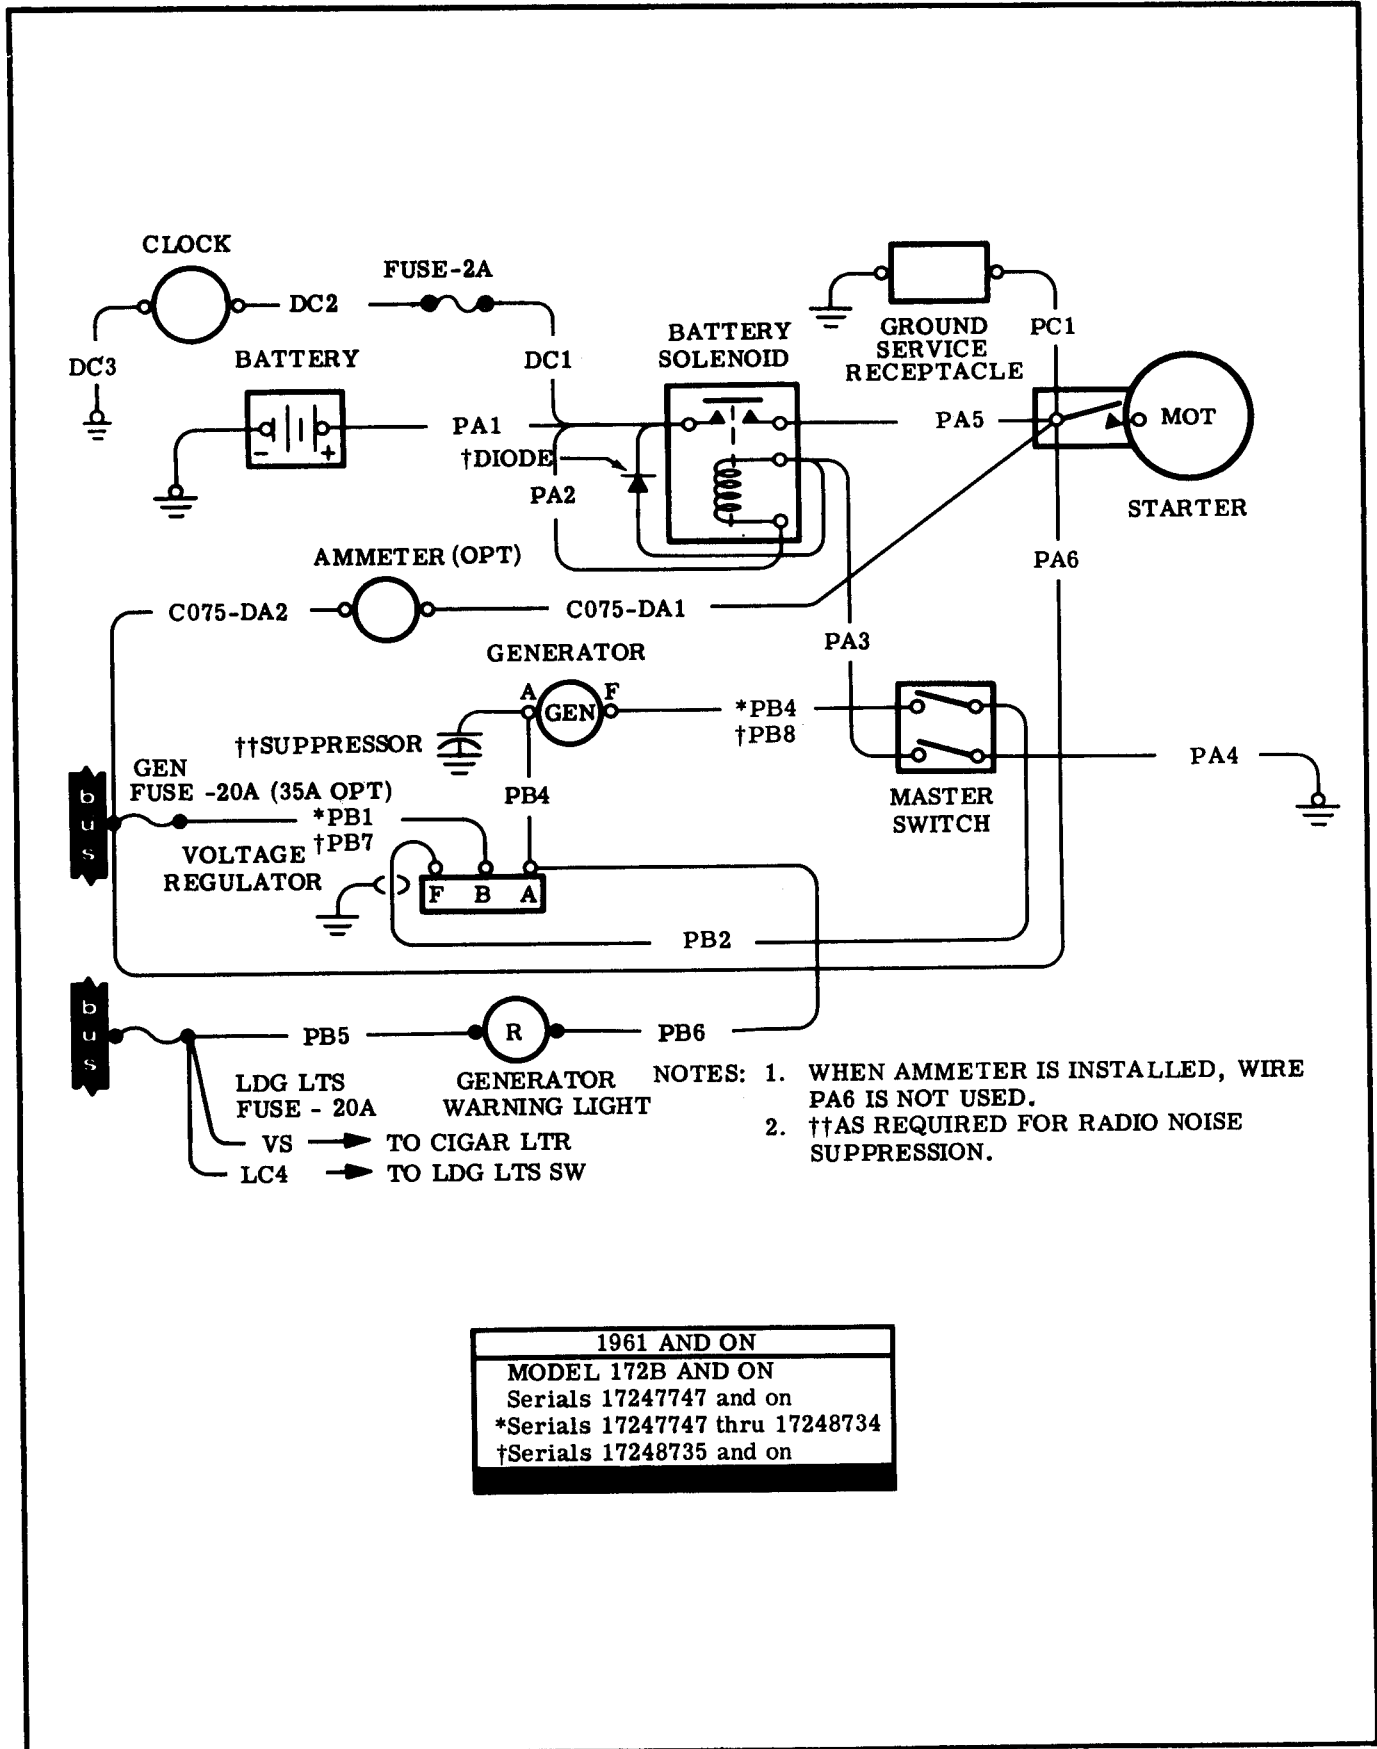 CLOCK
FUSE-2A
DC2
DC3
BATTERY
DC1
BATTERY
SOLENOID
GROUND
SERVICE
RECEPTACLE
PC1
PA1
PA5
MOT
- +
†DIODE
PA2
STARTER
AMMETER (OPT)
PA6
C075-DA2
C075-DA1
PA3
GENERATOR
A F
GEN
*PB4
†PB8
††SUPPRESSOR
PA4
GEN
FUSE -20A (35A OPT)
bus
PB4
MASTER
SWITCH
*PB1
†PB7
VOLTAGE
REGULATOR
F B A
PB2
bus
PB5
R
PB6
LDG LTS
FUSE - 20A
GENERATOR
WARNING LIGHT
VS TO CIGAR LTR
LC4 TO LDG LTS SW
NOTES: 1. WHEN AMMETER IS INSTALLED, WIRE
PA6 IS NOT USED.
2. ††AS REQUIRED FOR RADIO NOISE
SUPPRESSION.
1961 AND ON
MODEL 172B AND ON
Serials 17247747 and on
*Serials 17247747 thru 17248734
†Serials 17248735 and on